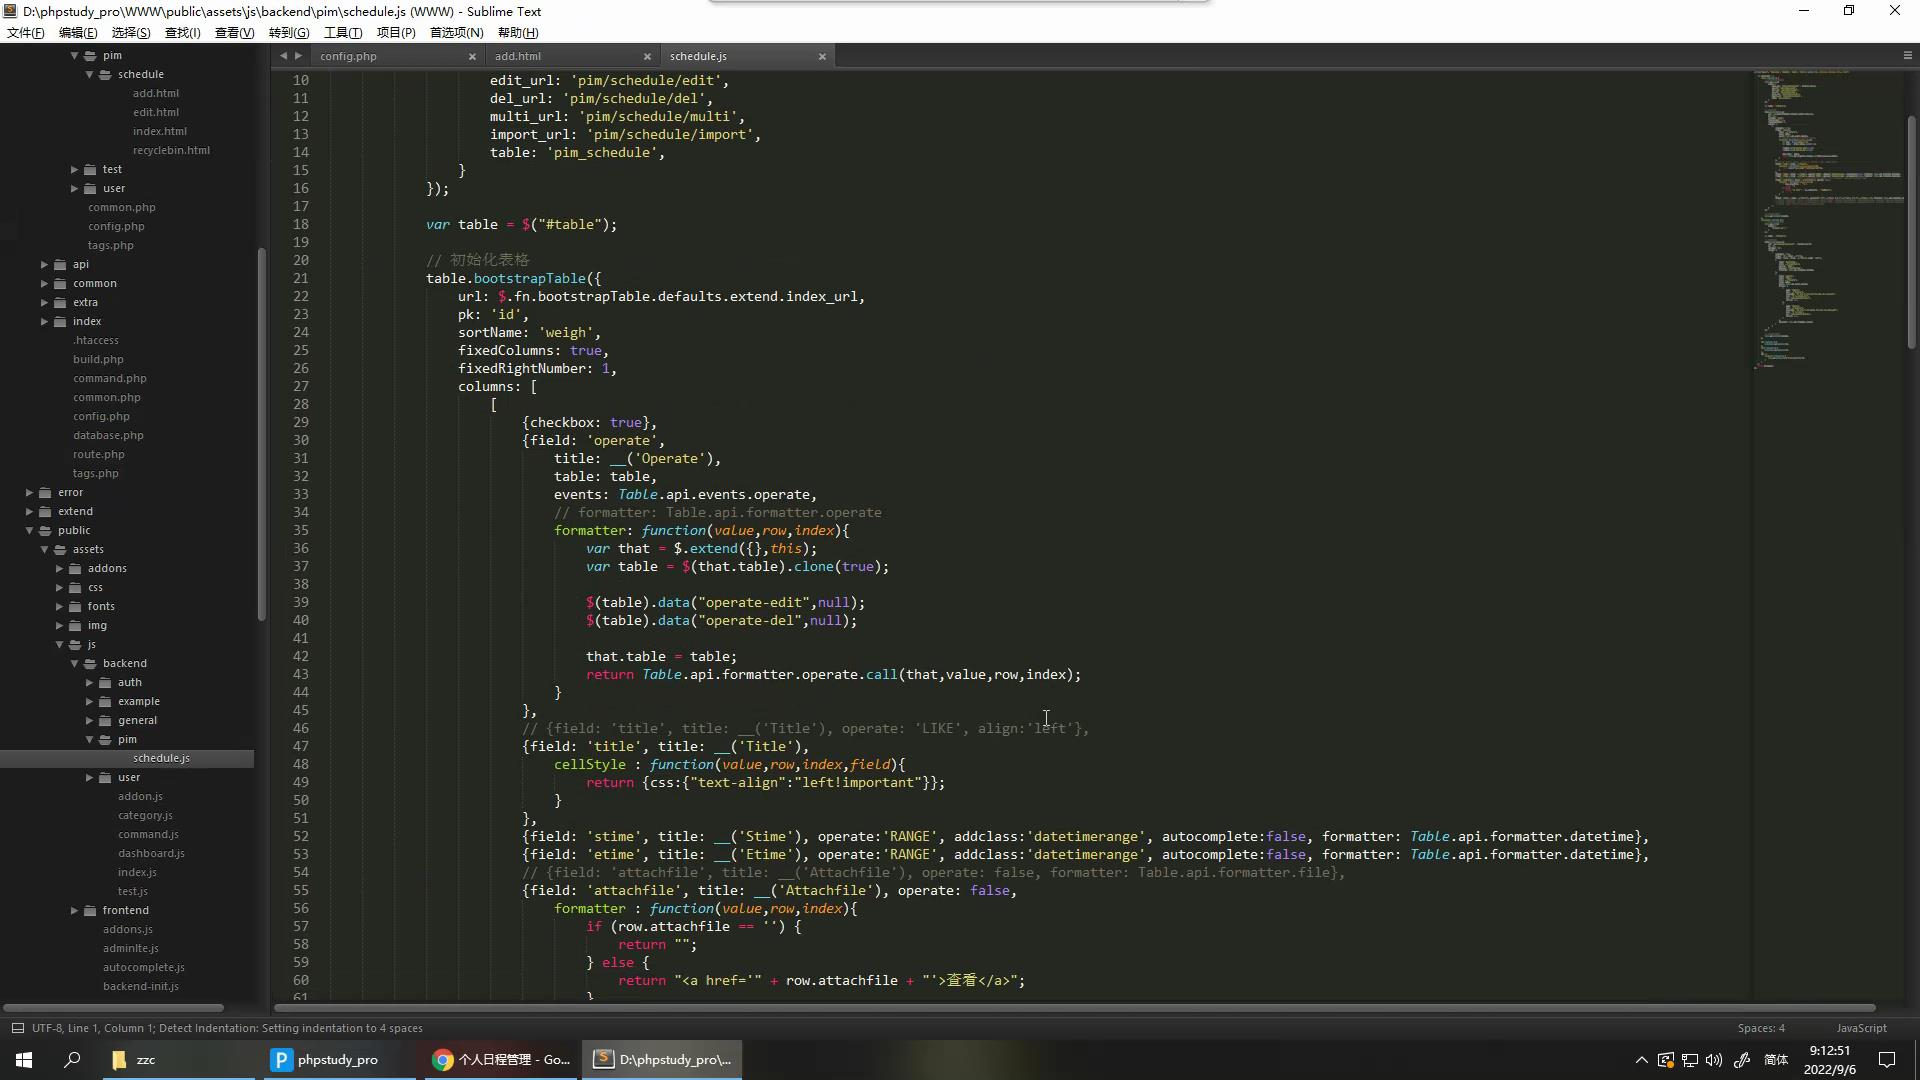 D:\phpstudy_pro\WWW\public\assets\js\backend\pim\schedule.js (WWW) - Sublime Text
文件(F) 编辑(E) 选择(S) 查找(I) 查看(V) 转到(G) 工具(T) 项目(P) 首选项(N) 帮助(H)
config.php add.html schedule.js
pim
schedule
add.html
edit.html
index.html
recyclebin.html
test
user
common.php
config.php
tags.php
api
common
extra
index
.htaccess
build.php
command.php
common.php
config.php
database.php
route.php
tags.php
error
extend
public
assets
addons
css
fonts
img
js
backend
auth
example
general
pim
schedule.js
user
addon.js
category.js
command.js
dashboard.js
index.js
test.js
frontend
addons.js
adminlte.js
autocomplete.js
backend-init.js
10 edit_url: 'pim/schedule/edit',
11 del_url: 'pim/schedule/del',
12 multi_url: 'pim/schedule/multi',
13 import_url: 'pim/schedule/import',
14 table: 'pim_schedule',
15 }
16 });
17
18 var table = $("#table");
19
20 // 初始化表格
21 table.bootstrapTable({
22 url: $.fn.bootstrapTable.defaults.extend.index_url,
23 pk: 'id',
24 sortName: 'weigh',
25 fixedColumns: true,
26 fixedRightNumber: 1,
27 columns: [
28 [
29 {checkbox: true},
30 {field: 'operate',
31 title: __('Operate'),
32 table: table,
33 events: Table.api.events.operate,
34 // formatter: Table.api.formatter.operate
35 formatter: function(value,row,index){
36 var that = $.extend({},this);
37 var table = $(that.table).clone(true);
38
39 $(table).data("operate-edit",null);
40 $(table).data("operate-del",null);
41
42 that.table = table;
43 return Table.api.formatter.operate.call(that,value,row,index);
44 }
45 },
46 // {field: 'title', title: __('Title'), operate: 'LIKE', align:'left'},
47 {field: 'title', title: __('Title'),
48 cellStyle : function(value,row,index,field){
49 return {css:{"text-align":"left!important"}};
50 }
51 },
52 {field: 'stime', title: __('Stime'), operate:'RANGE', addclass:'datetimerange', autocomplete:false, formatter: Table.api.formatter.datetime},
53 {field: 'etime', title: __('Etime'), operate:'RANGE', addclass:'datetimerange', autocomplete:false, formatter: Table.api.formatter.datetime},
54 // {field: 'attachfile', title: __('Attachfile'), operate: false, formatter: Table.api.formatter.file},
55 {field: 'attachfile', title: __('Attachfile'), operate: false,
56 formatter : function(value,row,index){
57 if (row.attachfile == '') {
58 return "";
59 } else {
60 return "<a href='" + row.attachfile + "'>查看</a>";
61 }
UTF-8, Line 1, Column 1; Detect Indentation: Setting indentation to 4 spaces Spaces: 4 JavaScript
zzc phpstudy_pro 个人日程管理 - Go... D:\phpstudy_pro\... 简体 9:12:51
2022/9/6